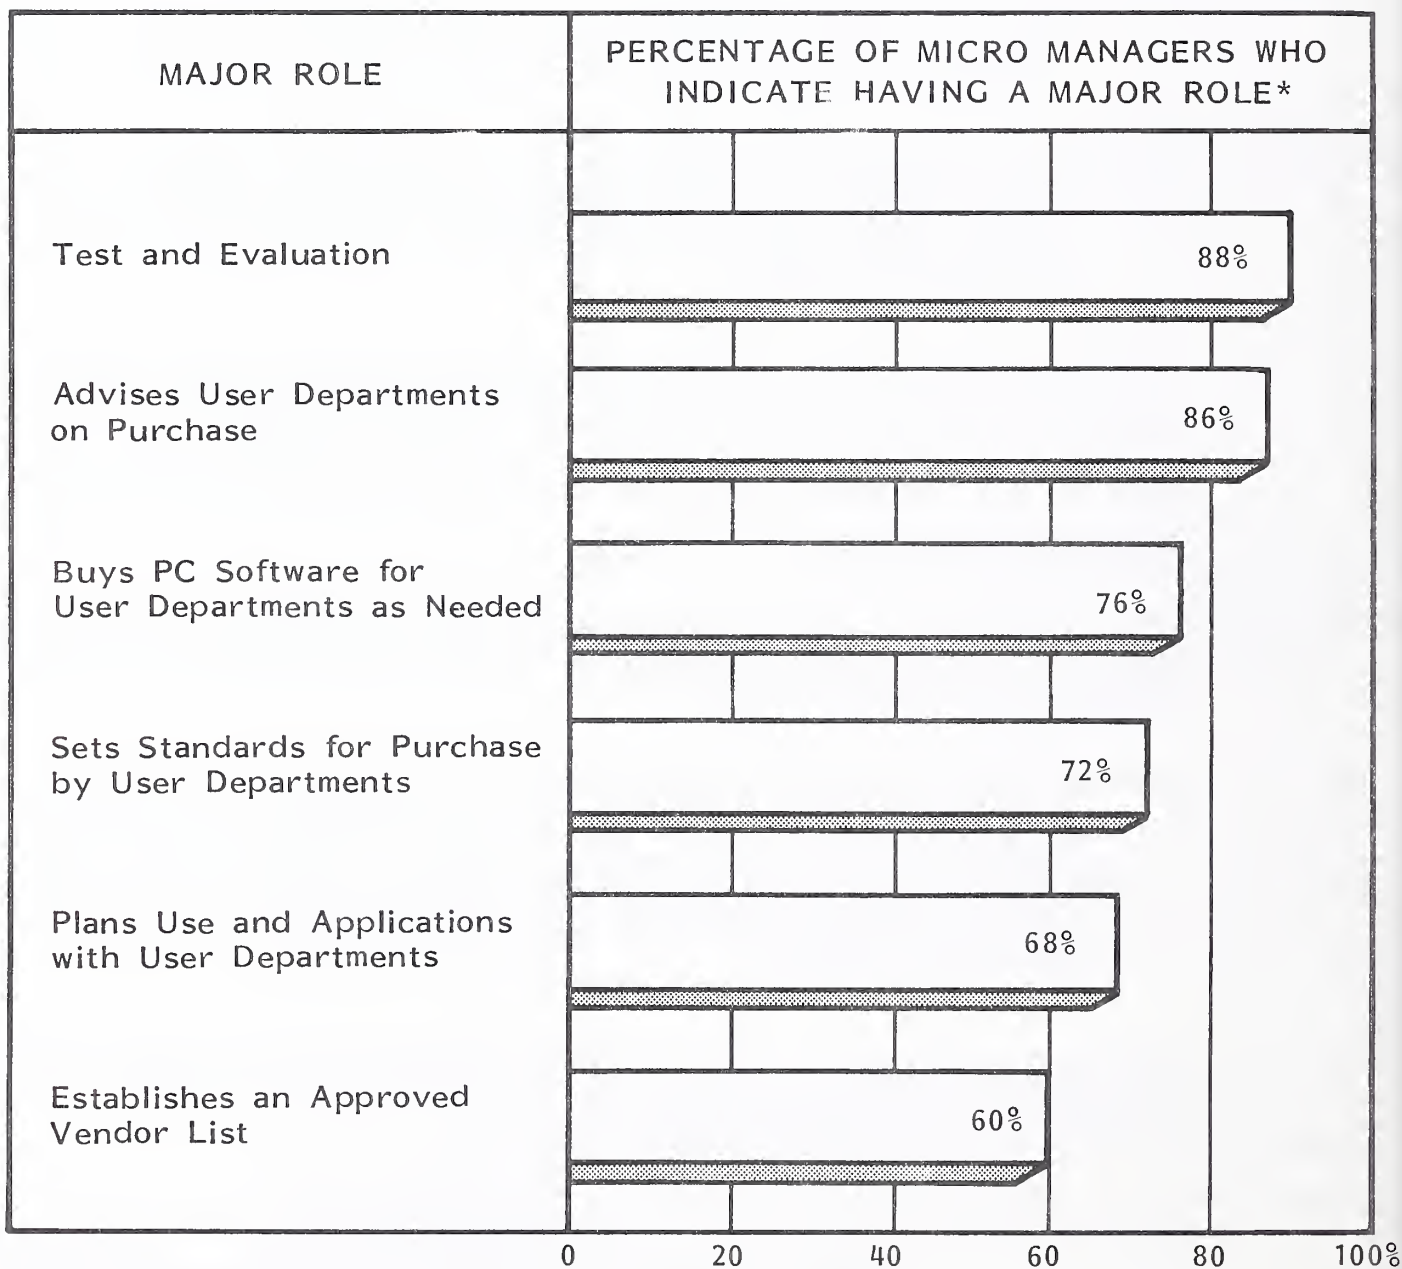 MAJOR ROLE
PERCENTAGE OF MICRO MANAGERS WHO
INDICATE HAVING A MAJOR ROLE*
Test and Evaluation
88%
Advises User Departments
on Purchase
86%
Buys PC Software for
User Departments as Needed
76%
Sets Standards for Purchase
by User Departments
72%
Plans Use and Applications
with User Departments
68%
Establishes an Approved
Vendor List
60%
0 20 40 60 80 100%